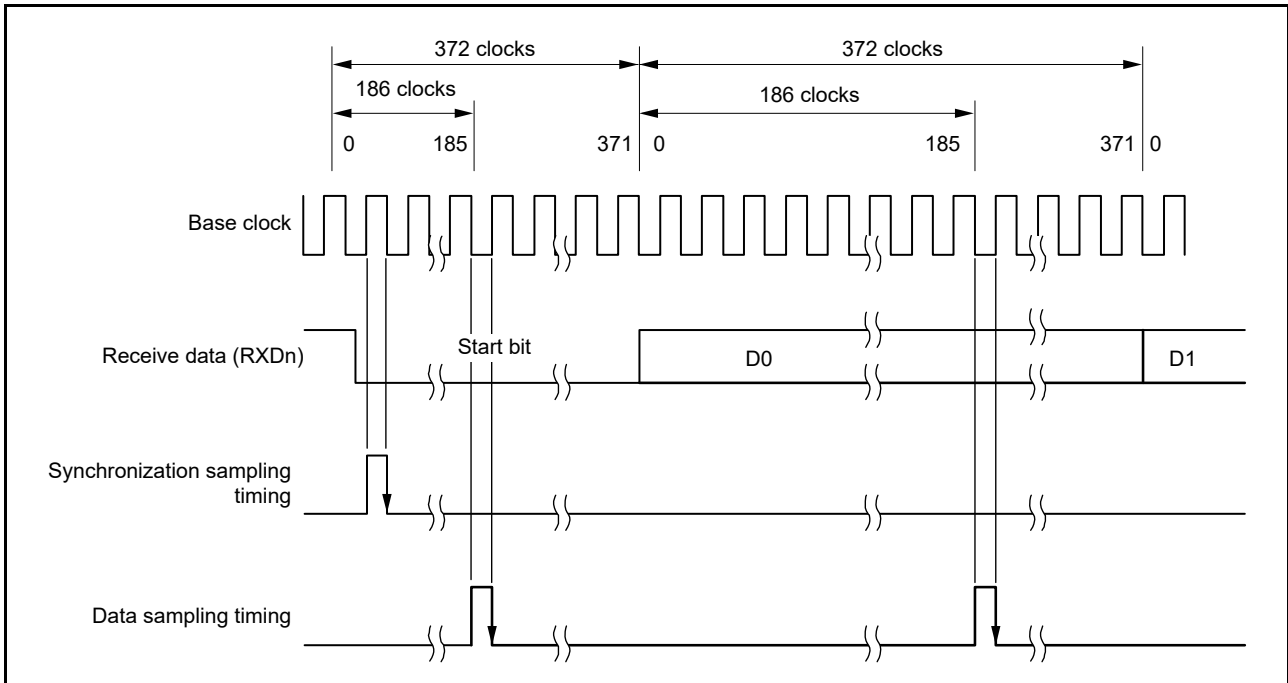 372 clocks 372 clocks
186 clocks 186 clocks
0 185 371 0 185 371 0
Base clock
Receive data (RXDn) Start bit D0 D1
Synchronization sampling
timing
Data sampling timing